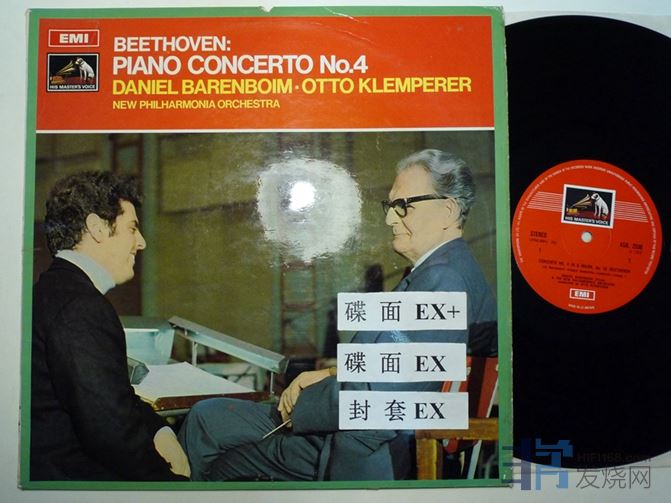 EMI
HIS MASTER'S VOICE
BEETHOVEN:
PIANO CONCERTO No.4
DANIEL BARENBOIM · OTTO KLEMPERER
NEW PHILHARMONIA ORCHESTRA
碟面 EX+
碟面 EX
封套 EX
HIS MASTER'S VOICE
STEREO
1
EMI
HIFI168.com
发烧网